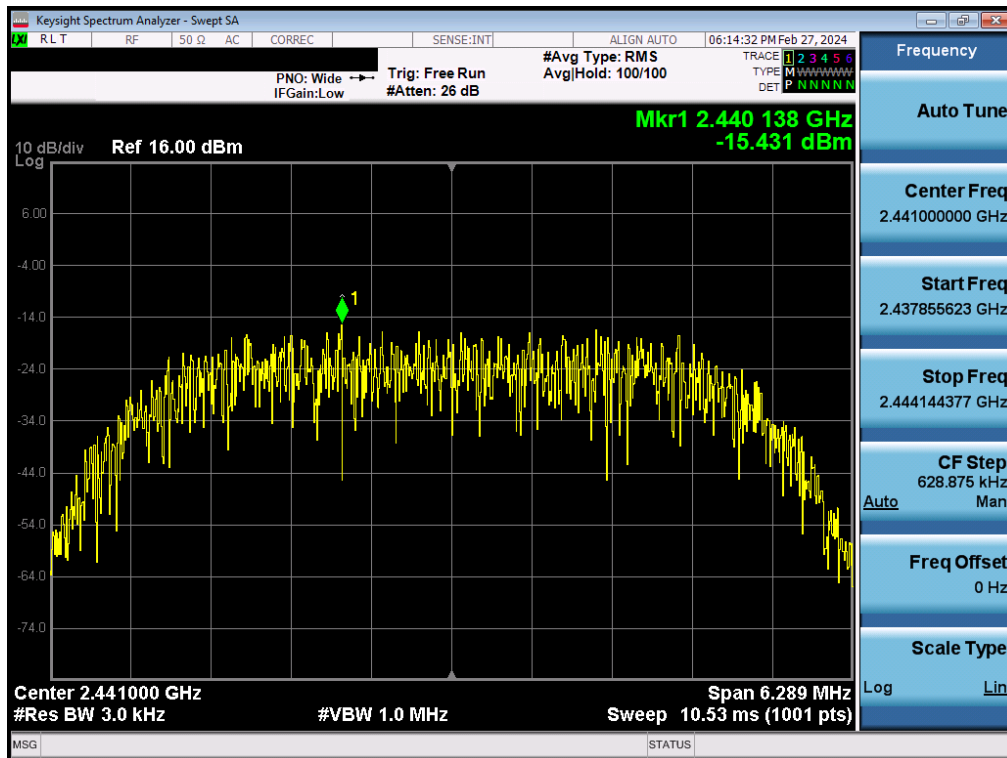 Keysight Spectrum Analyzer - Swept SA
LXI RLT RF 50 Ω AC CORREC SENSE:INT ALIGN AUTO 06:14:32 PM Feb 27, 2024
Frequency
PNO: Wide
IFGain:Low
Trig: Free Run
#Atten: 26 dB
#Avg Type: RMS
Avg|Hold: 100/100
TRACE 1 2 3 4 5 6
TYPE M WWWWW
DET P N N N N N
Mkr1 2.440 138 GHz
-15.431 dBm
10 dB/div
Log
Ref 16.00 dBm
6.00
-4.00
-14.0
-24.0
-34.0
-44.0
-54.0
-64.0
-74.0
1
Center 2.441000 GHz
#Res BW 3.0 kHz
#VBW 1.0 MHz
Span 6.289 MHz
Sweep 10.53 ms (1001 pts)
Auto Tune
Center Freq
2.441000000 GHz
Start Freq
2.437855623 GHz
Stop Freq
2.444144377 GHz
CF Step
628.875 kHz
Auto Man
Freq Offset
0 Hz
Scale Type
Log Lin
MSG STATUS